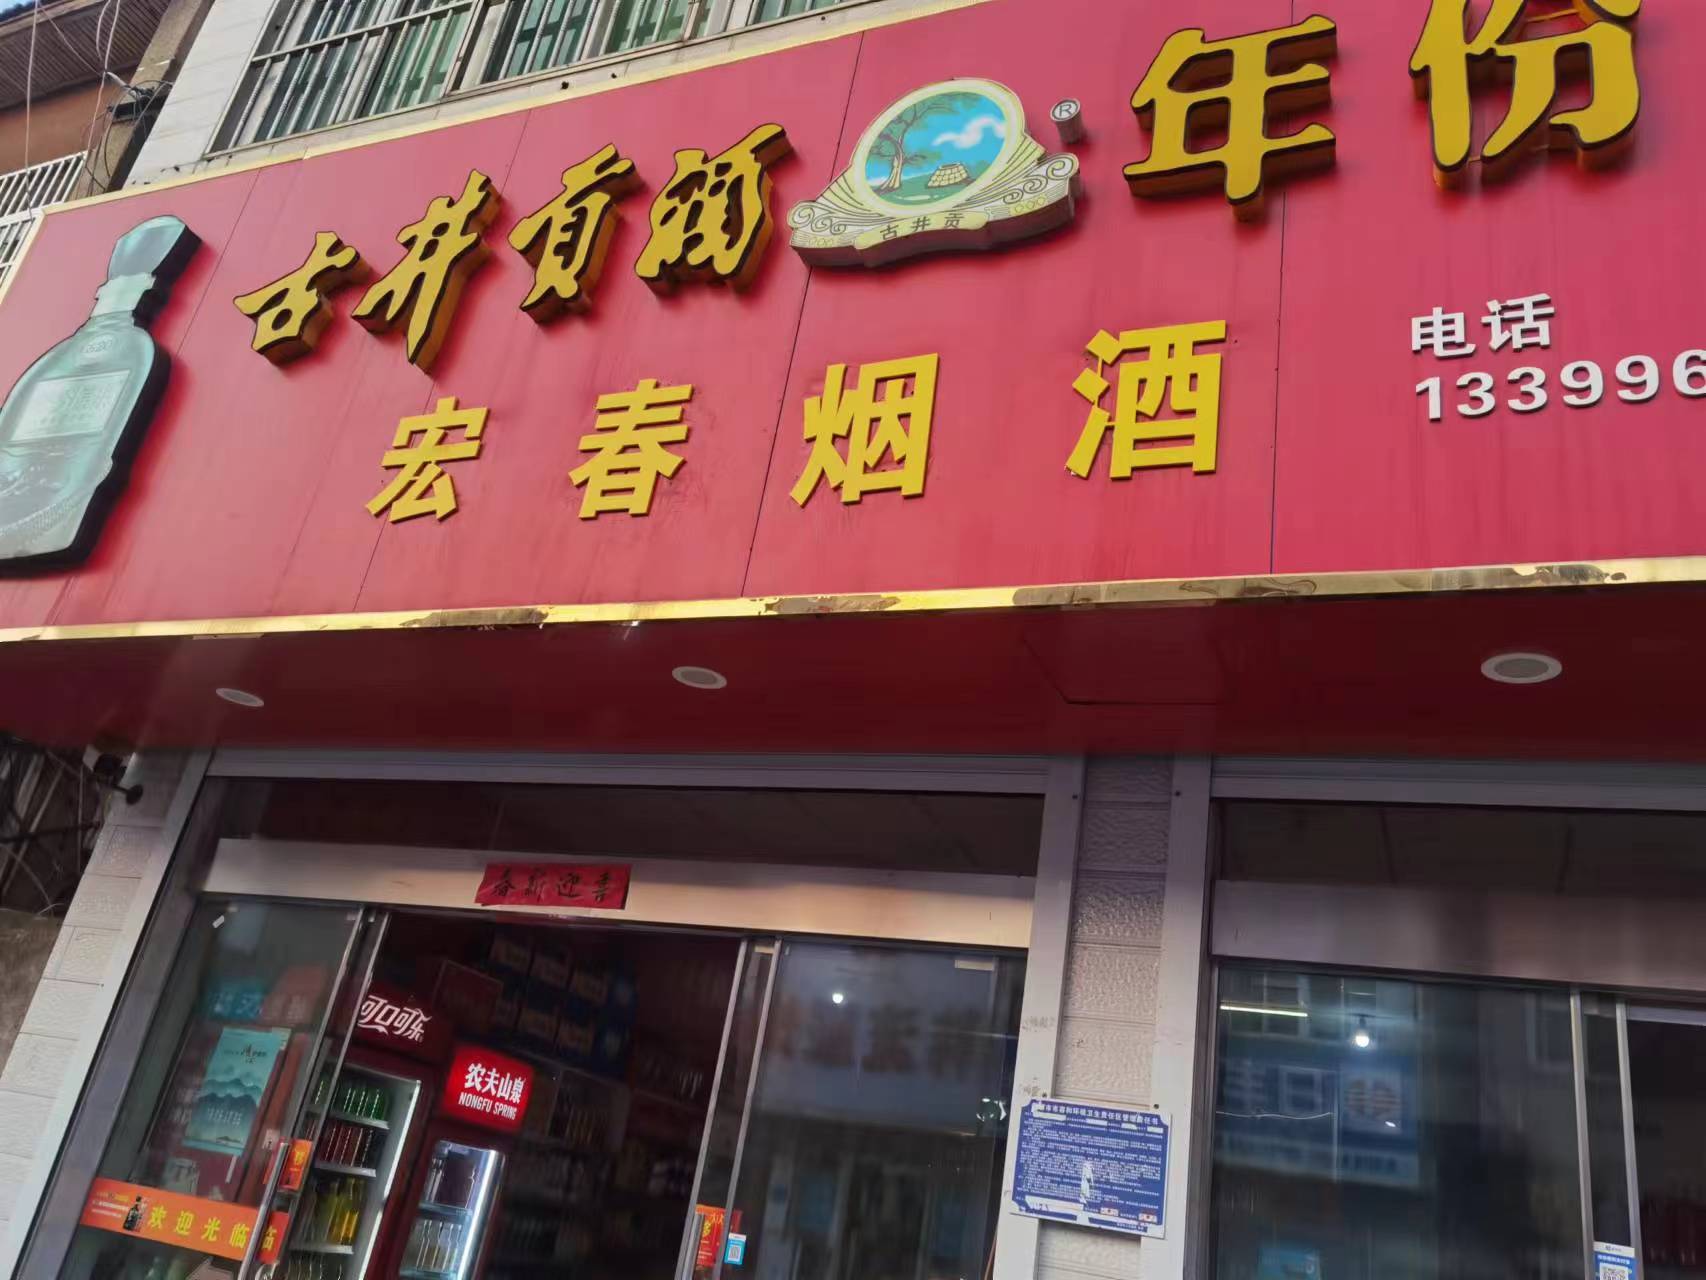 古井贡酒
古井贡
®
年份
宏春烟酒
电话
133996
春新迎喜
可口可乐
农夫山泉
NONGFU SPRING
欢迎光临